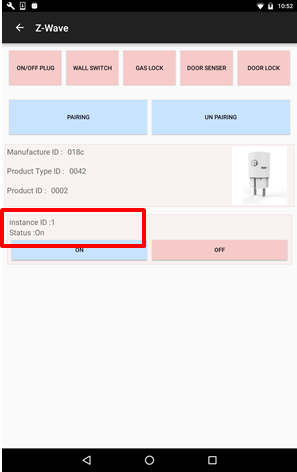 10:52
Z-Wave
ON/OFF PLUG WALL SWITCH GAS LOCK DOOR SENSER DOOR LOCK
PAIRING UN PAIRING
Manufacture ID : 018c
Product Type ID : 0042
Product ID : 0002
instance ID :1
Status :On
ON OFF